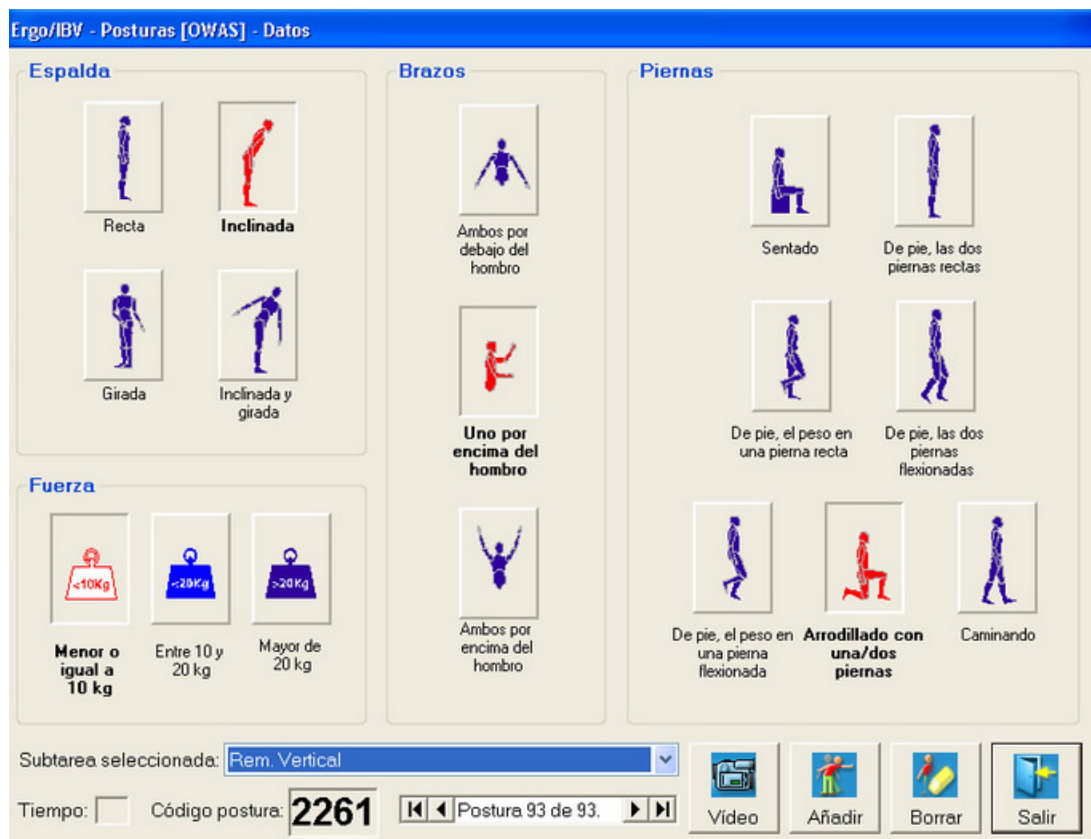 Ergo/IBV - Posturas [OWAS] - Datos
Espalda
Recta
Inclinada
Girada
Inclinada y
girada
Fuerza
<10Kg
<20Kg
>20Kg
Menor o
igual a
10 kg
Entre 10 y
20 kg
Mayor de
20 kg
Brazos
Ambos por
debajo del
hombro
Uno por
encima del
hombro
Ambos por
encima del
hombro
Piernas
Sentado
De pie, las dos
piernas rectas
De pie, el peso en
una pierna recta
De pie, las dos
piernas
flexionadas
De pie, el peso en
una pierna
flexionada
Arrodillado con
una/dos
piernas
Caminando
Subtarea seleccionada: Rem. Vertical
Tiempo:
Código postura: 2261
Postura 93 de 93.
Vídeo
Añadir
Borrar
Salir